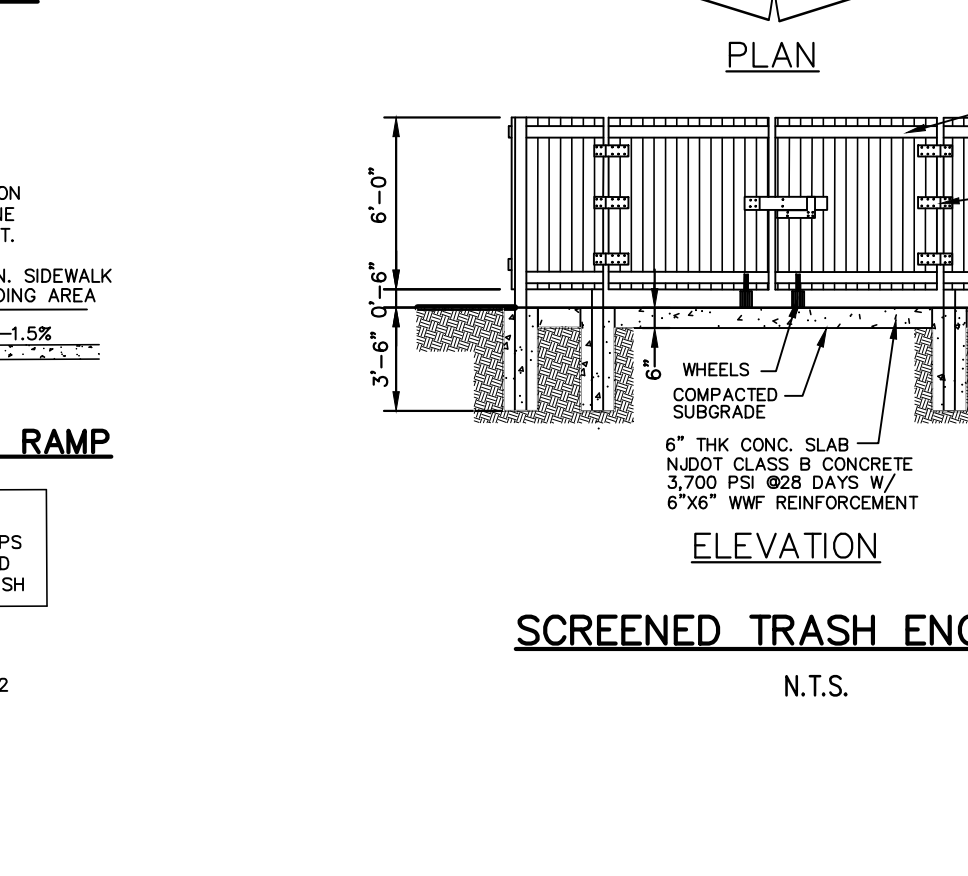 PLAN
ON
NE
T.
N. SIDEWALK
DING AREA
1.5%
RAMP
PS
D
SH
2
6'-0"
0'-6"
3'-6"
6"
WHEELS
COMPACTED
SUBGRADE
6" THK CONC. SLAB
NJDOT CLASS B CONCRETE
3,700 PSI @28 DAYS W/
6"X6" WWF REINFORCEMENT
ELEVATION
SCREENED TRASH ENC
N.T.S.